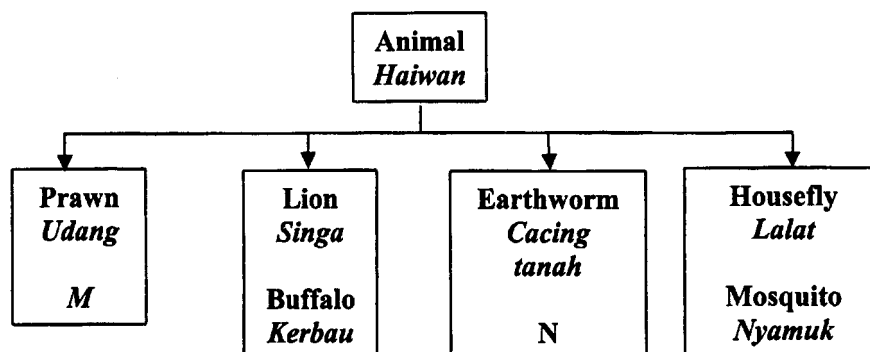 Animal
Haiwan
Prawn
Udang
M
Lion
Singa
Buffalo
Kerbau
Earthworm
Cacing
tanah
N
Housefly
Lalat
Mosquito
Nyamuk